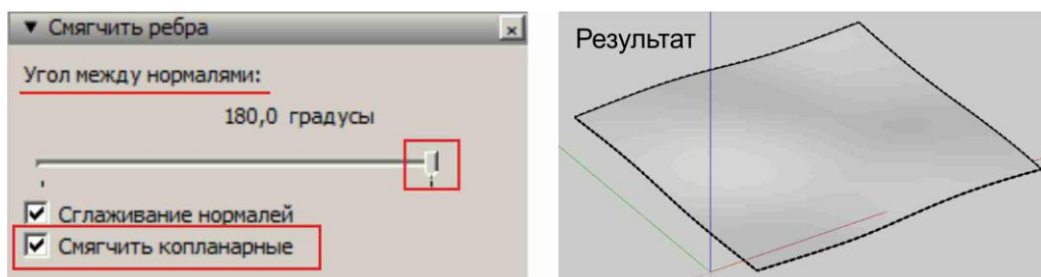 Смягчить ребра
Угол между нормалями:
180,0 градусы
Сглаживание нормалей
Смягчить копланарные
Результат